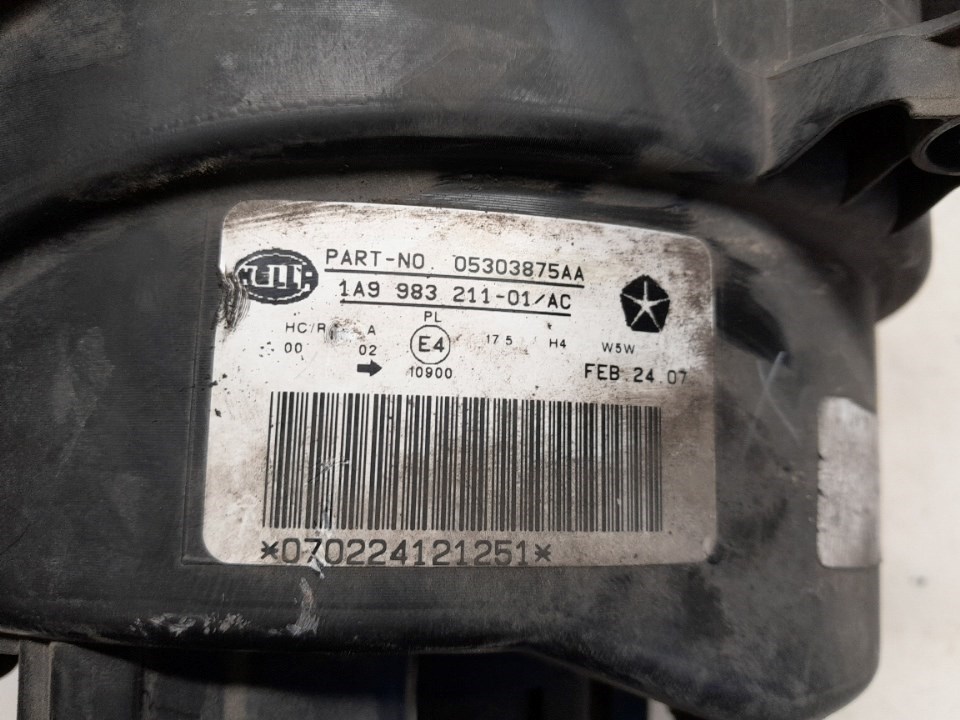 PART-NO 05303875AA
1A9 983 211-01/AC
PL
HC/R A 17 5 / H4 W5W
00 02 E4
10900 FEB 24 07
*070224121251*